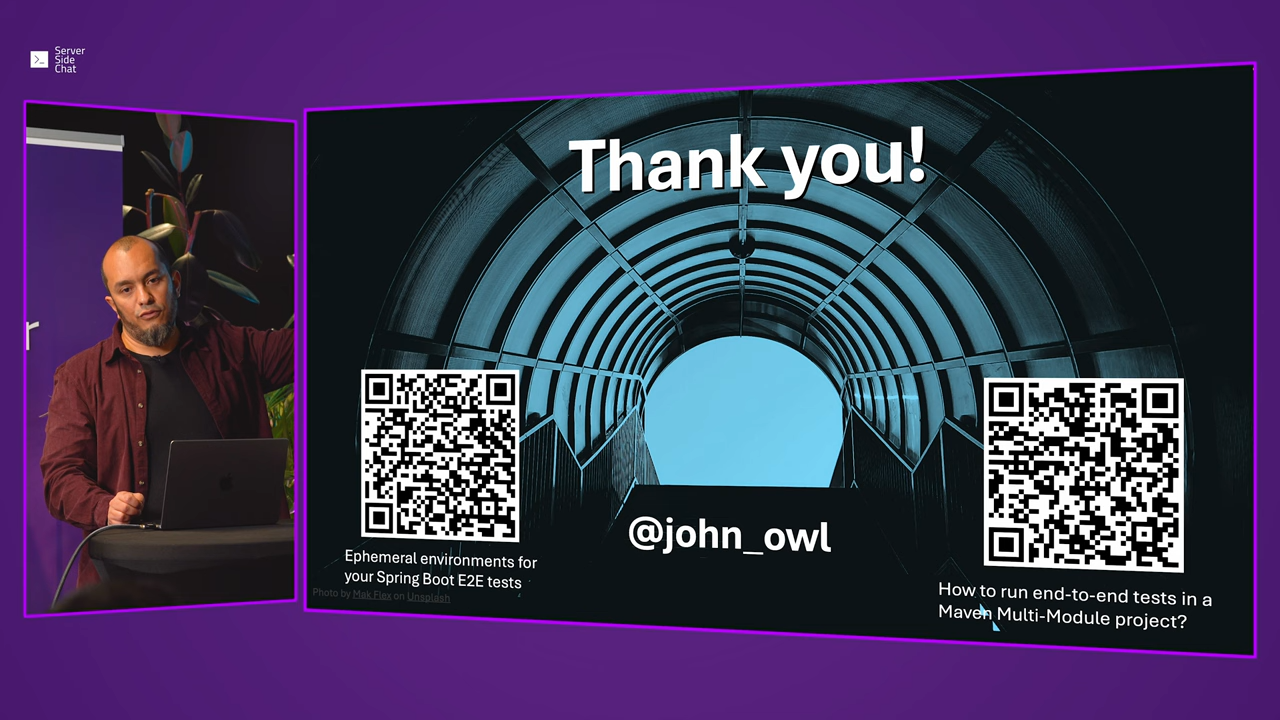 Server
Side
Chat
r
Thank you!
@john_owl
Ephemeral environments for
your Spring Boot E2E tests
Photo by Mak Flex on Unsplash
How to run end-to-end tests in a
Maven Multi-Module project?